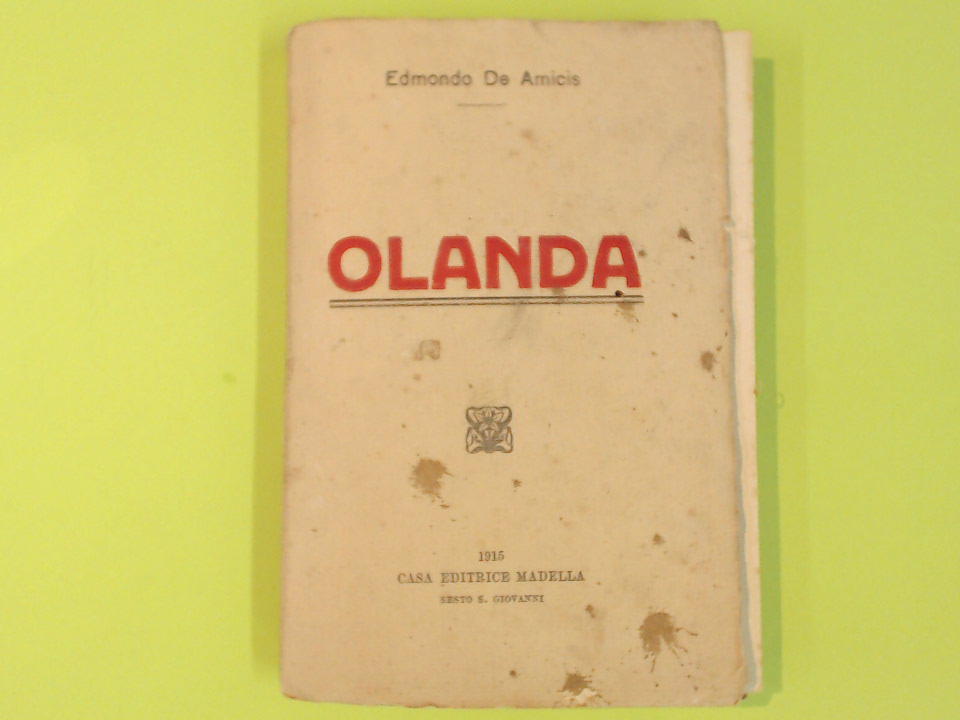 Edmondo De Amicis
OLANDA
1915
CASA EDITRICE MADELLA
SESTO S. GIOVANNI